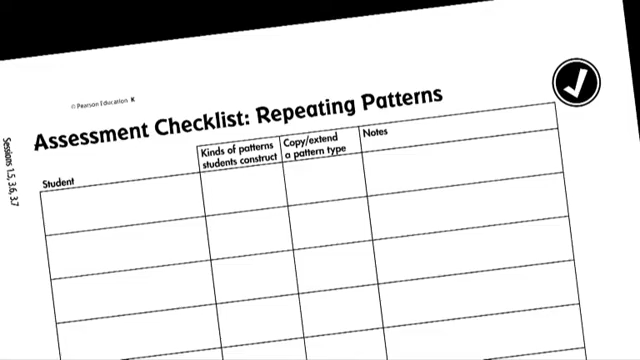 © Pearson Education K
Assessment Checklist: Repeating Patterns
Sessions 1.5, 3.6, 3.7
Student
Kinds of patterns
students construct
Copy/extend
a pattern type
Notes